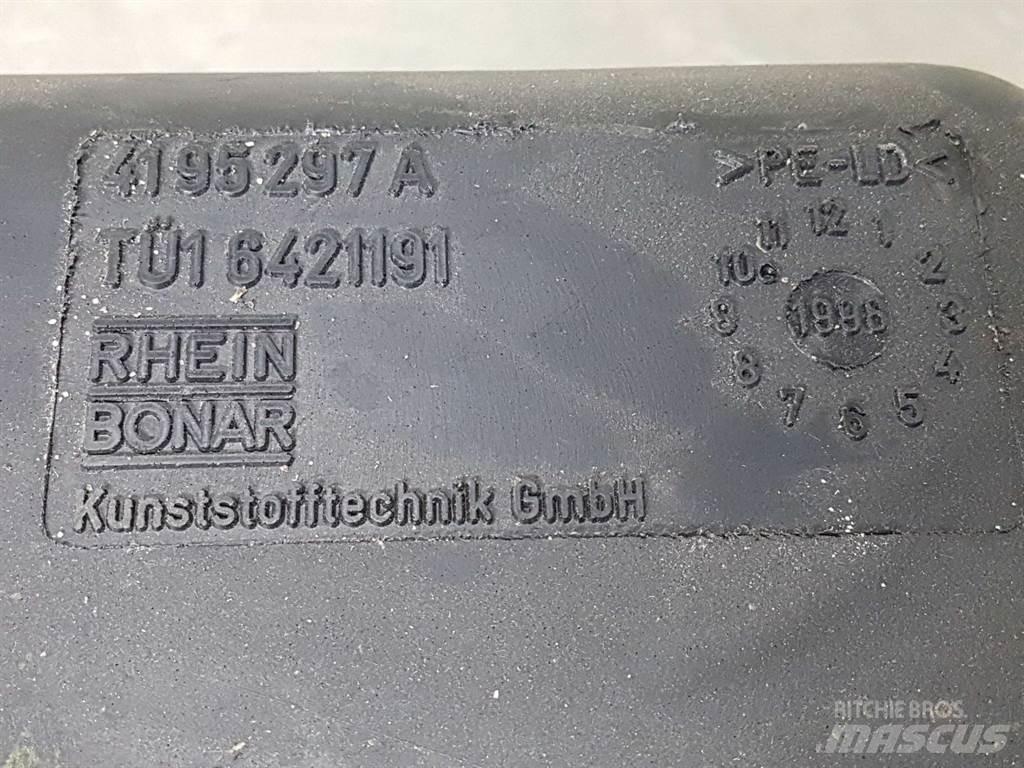 4195297A
TÜ1 6421191
RHEIN
BONAR
Kunststofftechnik GmbH
>PE-LD<
11 12 1
10 2
9 1996 3
8 4
7 6 5
RITCHIE BROS.
MASCUS